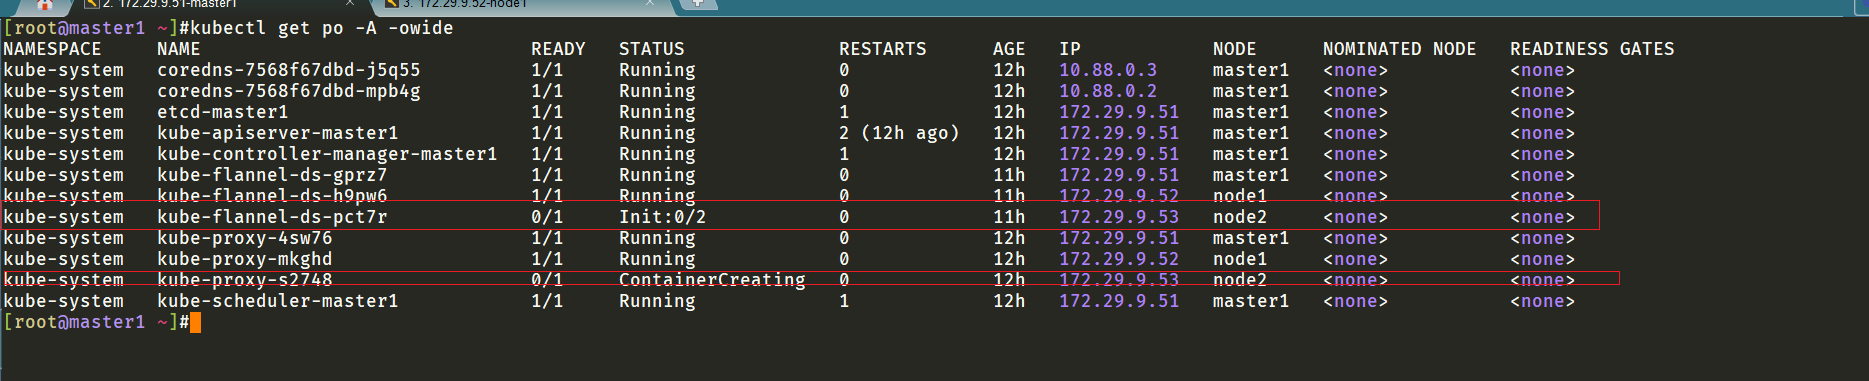 2. 172.29.9.51-master1 × 3. 172.29.9.52-node1 ×
[root@master1 ~]#kubectl get po -A -owide
NAMESPACE NAME READY STATUS RESTARTS AGE IP NODE NOMINATED NODE READINESS GATES
kube-system coredns-7568f67dbd-j5q55 1/1 Running 0 12h 10.88.0.3 master1 <none> <none>
kube-system coredns-7568f67dbd-mpb4g 1/1 Running 0 12h 10.88.0.2 master1 <none> <none>
kube-system etcd-master1 1/1 Running 1 12h 172.29.9.51 master1 <none> <none>
kube-system kube-apiserver-master1 1/1 Running 2 (12h ago) 12h 172.29.9.51 master1 <none> <none>
kube-system kube-controller-manager-master1 1/1 Running 1 12h 172.29.9.51 master1 <none> <none>
kube-system kube-flannel-ds-gprz7 1/1 Running 0 11h 172.29.9.51 master1 <none> <none>
kube-system kube-flannel-ds-h9pw6 1/1 Running 0 11h 172.29.9.52 node1 <none> <none>
kube-system kube-flannel-ds-pct7r 0/1 Init:0/2 0 11h 172.29.9.53 node2 <none> <none>
kube-system kube-proxy-4sw76 1/1 Running 0 12h 172.29.9.51 master1 <none> <none>
kube-system kube-proxy-mkghd 1/1 Running 0 12h 172.29.9.52 node1 <none> <none>
kube-system kube-proxy-s2748 0/1 ContainerCreating 0 12h 172.29.9.53 node2 <none> <none>
kube-system kube-scheduler-master1 1/1 Running 1 12h 172.29.9.51 master1 <none> <none>
[root@master1 ~]#